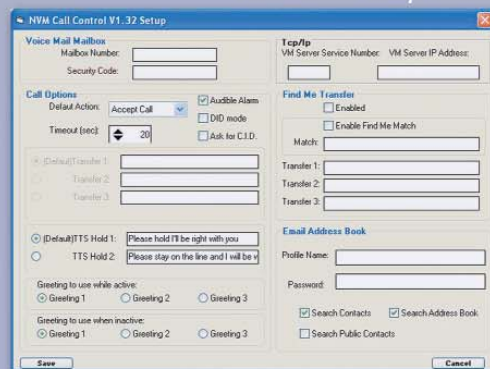 NVM Call Control V1.32 Setup
Voice Mail Mailbox
Mailbox Number:
Security Code:
Tcp/Ip
VM Server Service Number: VM Server IP Address:
Call Options
Defaut Action: Accept Call
Timeout (sec): 20
Audible Alarm
DID mode
Ask for C.I.D.
(Default)Transfer 1:
Transfer 2:
Transfer 3:
(Default)TTS Hold 1: Please hold I'll be right with you
TTS Hold 2: Please stay on the line and I will be
Greeting to use while active:
Greeting 1 Greeting 2 Greeting 3
Greeting to use when inactive:
Greeting 1 Greeting 2 Greeting 3
Find Me Transfer
Enabled
Enable Find Me Match
Match:
Transfer 1:
Transfer 2:
Transfer 3:
Email Address Book
Profile Name:
Password:
Search Contacts Search Address Book
Search Public Contacts
Save Cancel